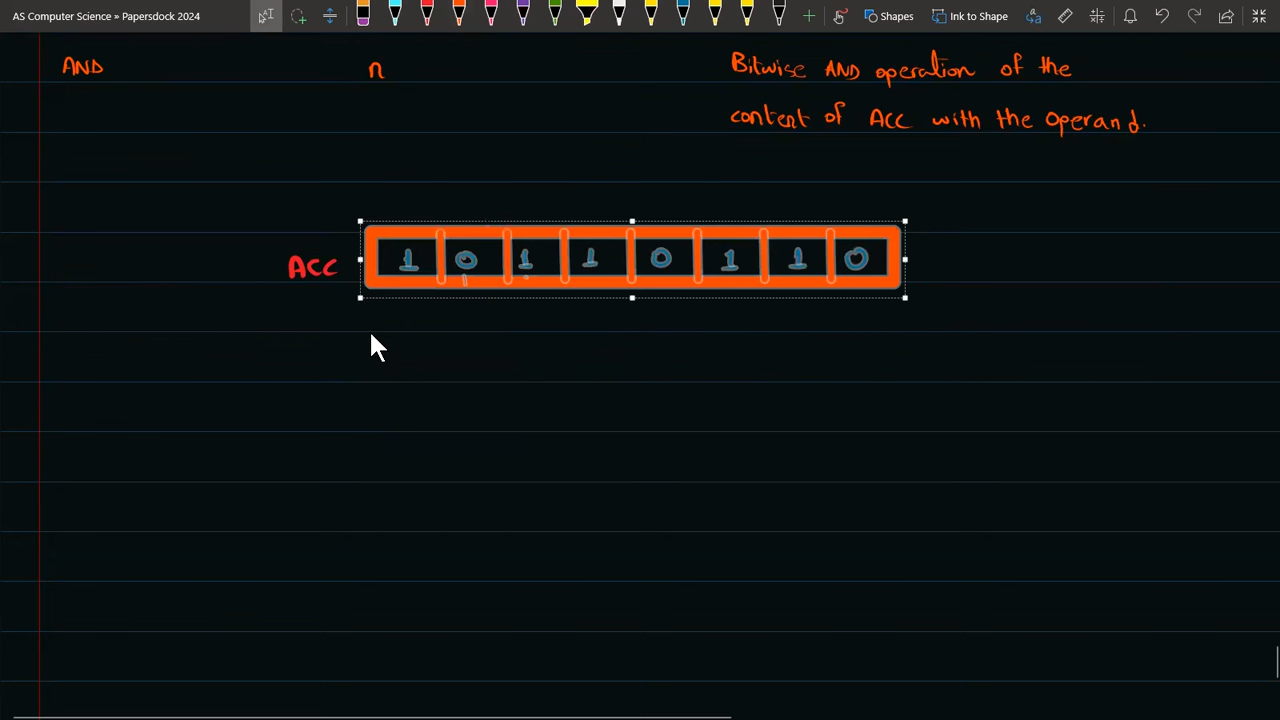 AS Computer Science » Papersdock 2024
Shapes
Ink to Shape
AND n Bitwise AND operation of the
content of ACC with the Operand.
ACC 1 0 1 1 0 1 1 0